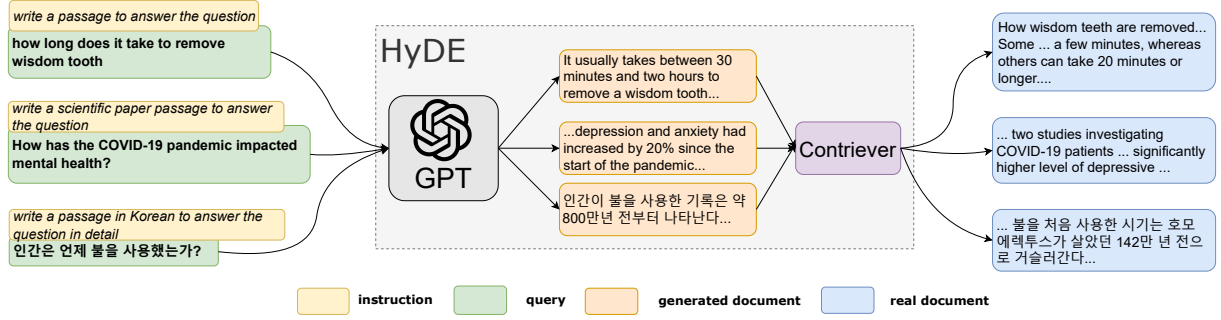 write a passage to answer the question
how long does it take to remove
wisdom tooth
write a scientific paper passage to answer
the question
How has the COVID-19 pandemic impacted
mental health?
write a passage in Korean to answer the
question in detail
인간은 언제 불을 사용했는가?
HyDE
GPT
It usually takes between 30
minutes and two hours to
remove a wisdom tooth...
...depression and anxiety had
increased by 20% since the
start of the pandemic...
인간이 불을 사용한 기록은 약
800만년 전부터 나타난다...
Contriever
How wisdom teeth are removed...
Some ... a few minutes, whereas
others can take 20 minutes or
longer....
... two studies investigating
COVID-19 patients ... significantly
higher level of depressive ...
... 불을 처음 사용한 시기는 호모
에렉투스가 살았던 142만 년 전으
로 거슬러간다...
instruction
query
generated document
real document